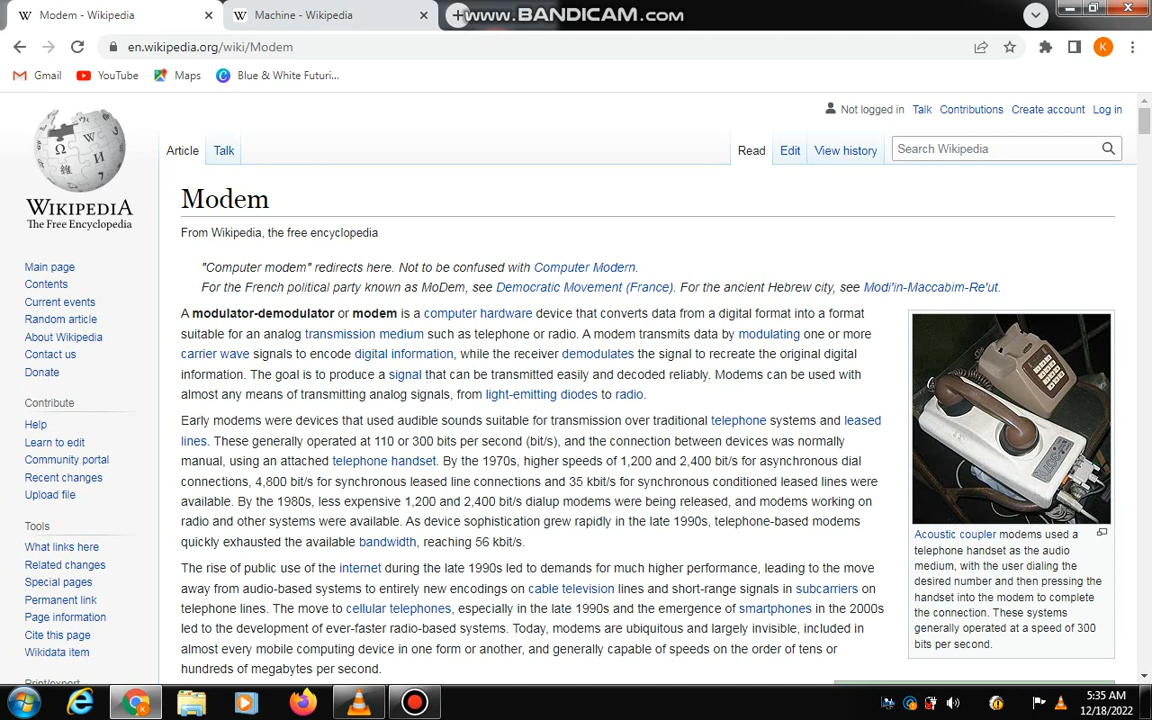 Modem - Wikipedia
Machine - Wikipedia
www.BANDICAM.com
en.wikipedia.org/wiki/Modem
K
Gmail
YouTube
Maps
Blue & White Futuri...
Not logged in Talk Contributions Create account Log in
Article Talk
Read Edit View history
Search Wikipedia
WIKIPEDIA
The Free Encyclopedia
Main page
Contents
Current events
Random article
About Wikipedia
Contact us
Donate
Contribute
Help
Learn to edit
Community portal
Recent changes
Upload file
Tools
What links here
Related changes
Special pages
Permanent link
Page information
Cite this page
Wikidata item
Print/export
Modem
From Wikipedia, the free encyclopedia
"Computer modem" redirects here. Not to be confused with Computer Modern.
For the French political party known as MoDem, see Democratic Movement (France). For the ancient Hebrew city, see Modi'in-Maccabim-Re'ut.
A modulator-demodulator or modem is a computer hardware device that converts data from a digital format into a format
suitable for an analog transmission medium such as telephone or radio. A modem transmits data by modulating one or more
carrier wave signals to encode digital information, while the receiver demodulates the signal to recreate the original digital
information. The goal is to produce a signal that can be transmitted easily and decoded reliably. Modems can be used with
almost any means of transmitting analog signals, from light-emitting diodes to radio.
Early modems were devices that used audible sounds suitable for transmission over traditional telephone systems and leased
lines. These generally operated at 110 or 300 bits per second (bit/s), and the connection between devices was normally
manual, using an attached telephone handset. By the 1970s, higher speeds of 1,200 and 2,400 bit/s for asynchronous dial
connections, 4,800 bit/s for synchronous leased line connections and 35 kbit/s for synchronous conditioned leased lines were
available. By the 1980s, less expensive 1,200 and 2,400 bit/s dialup modems were being released, and modems working on
radio and other systems were available. As device sophistication grew rapidly in the late 1990s, telephone-based modems
quickly exhausted the available bandwidth, reaching 56 kbit/s.
The rise of public use of the internet during the late 1990s led to demands for much higher performance, leading to the move
away from audio-based systems to entirely new encodings on cable television lines and short-range signals in subcarriers on
telephone lines. The move to cellular telephones, especially in the late 1990s and the emergence of smartphones in the 2000s
led to the development of ever-faster radio-based systems. Today, modems are ubiquitous and largely invisible, included in
almost every mobile computing device in one form or another, and generally capable of speeds on the order of tens or
hundreds of megabytes per second.
Acoustic coupler modems used a
telephone handset as the audio
medium, with the user dialing the
desired number and then pressing the
handset into the modem to complete
the connection. These systems
generally operated at a speed of 300
bits per second.
5:35 AM
12/18/2022